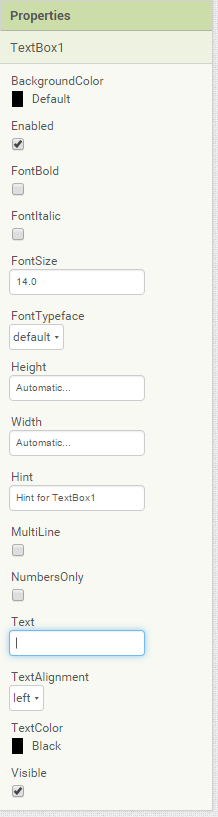 Properties
TextBox1
BackgroundColor
Default
Enabled
FontBold
FontItalic
FontSize
14.0
FontTypeface
default
Height
Automatic...
Width
Automatic...
Hint
Hint for TextBox1
MultiLine
NumbersOnly
Text
TextAlignment
left
TextColor
Black
Visible